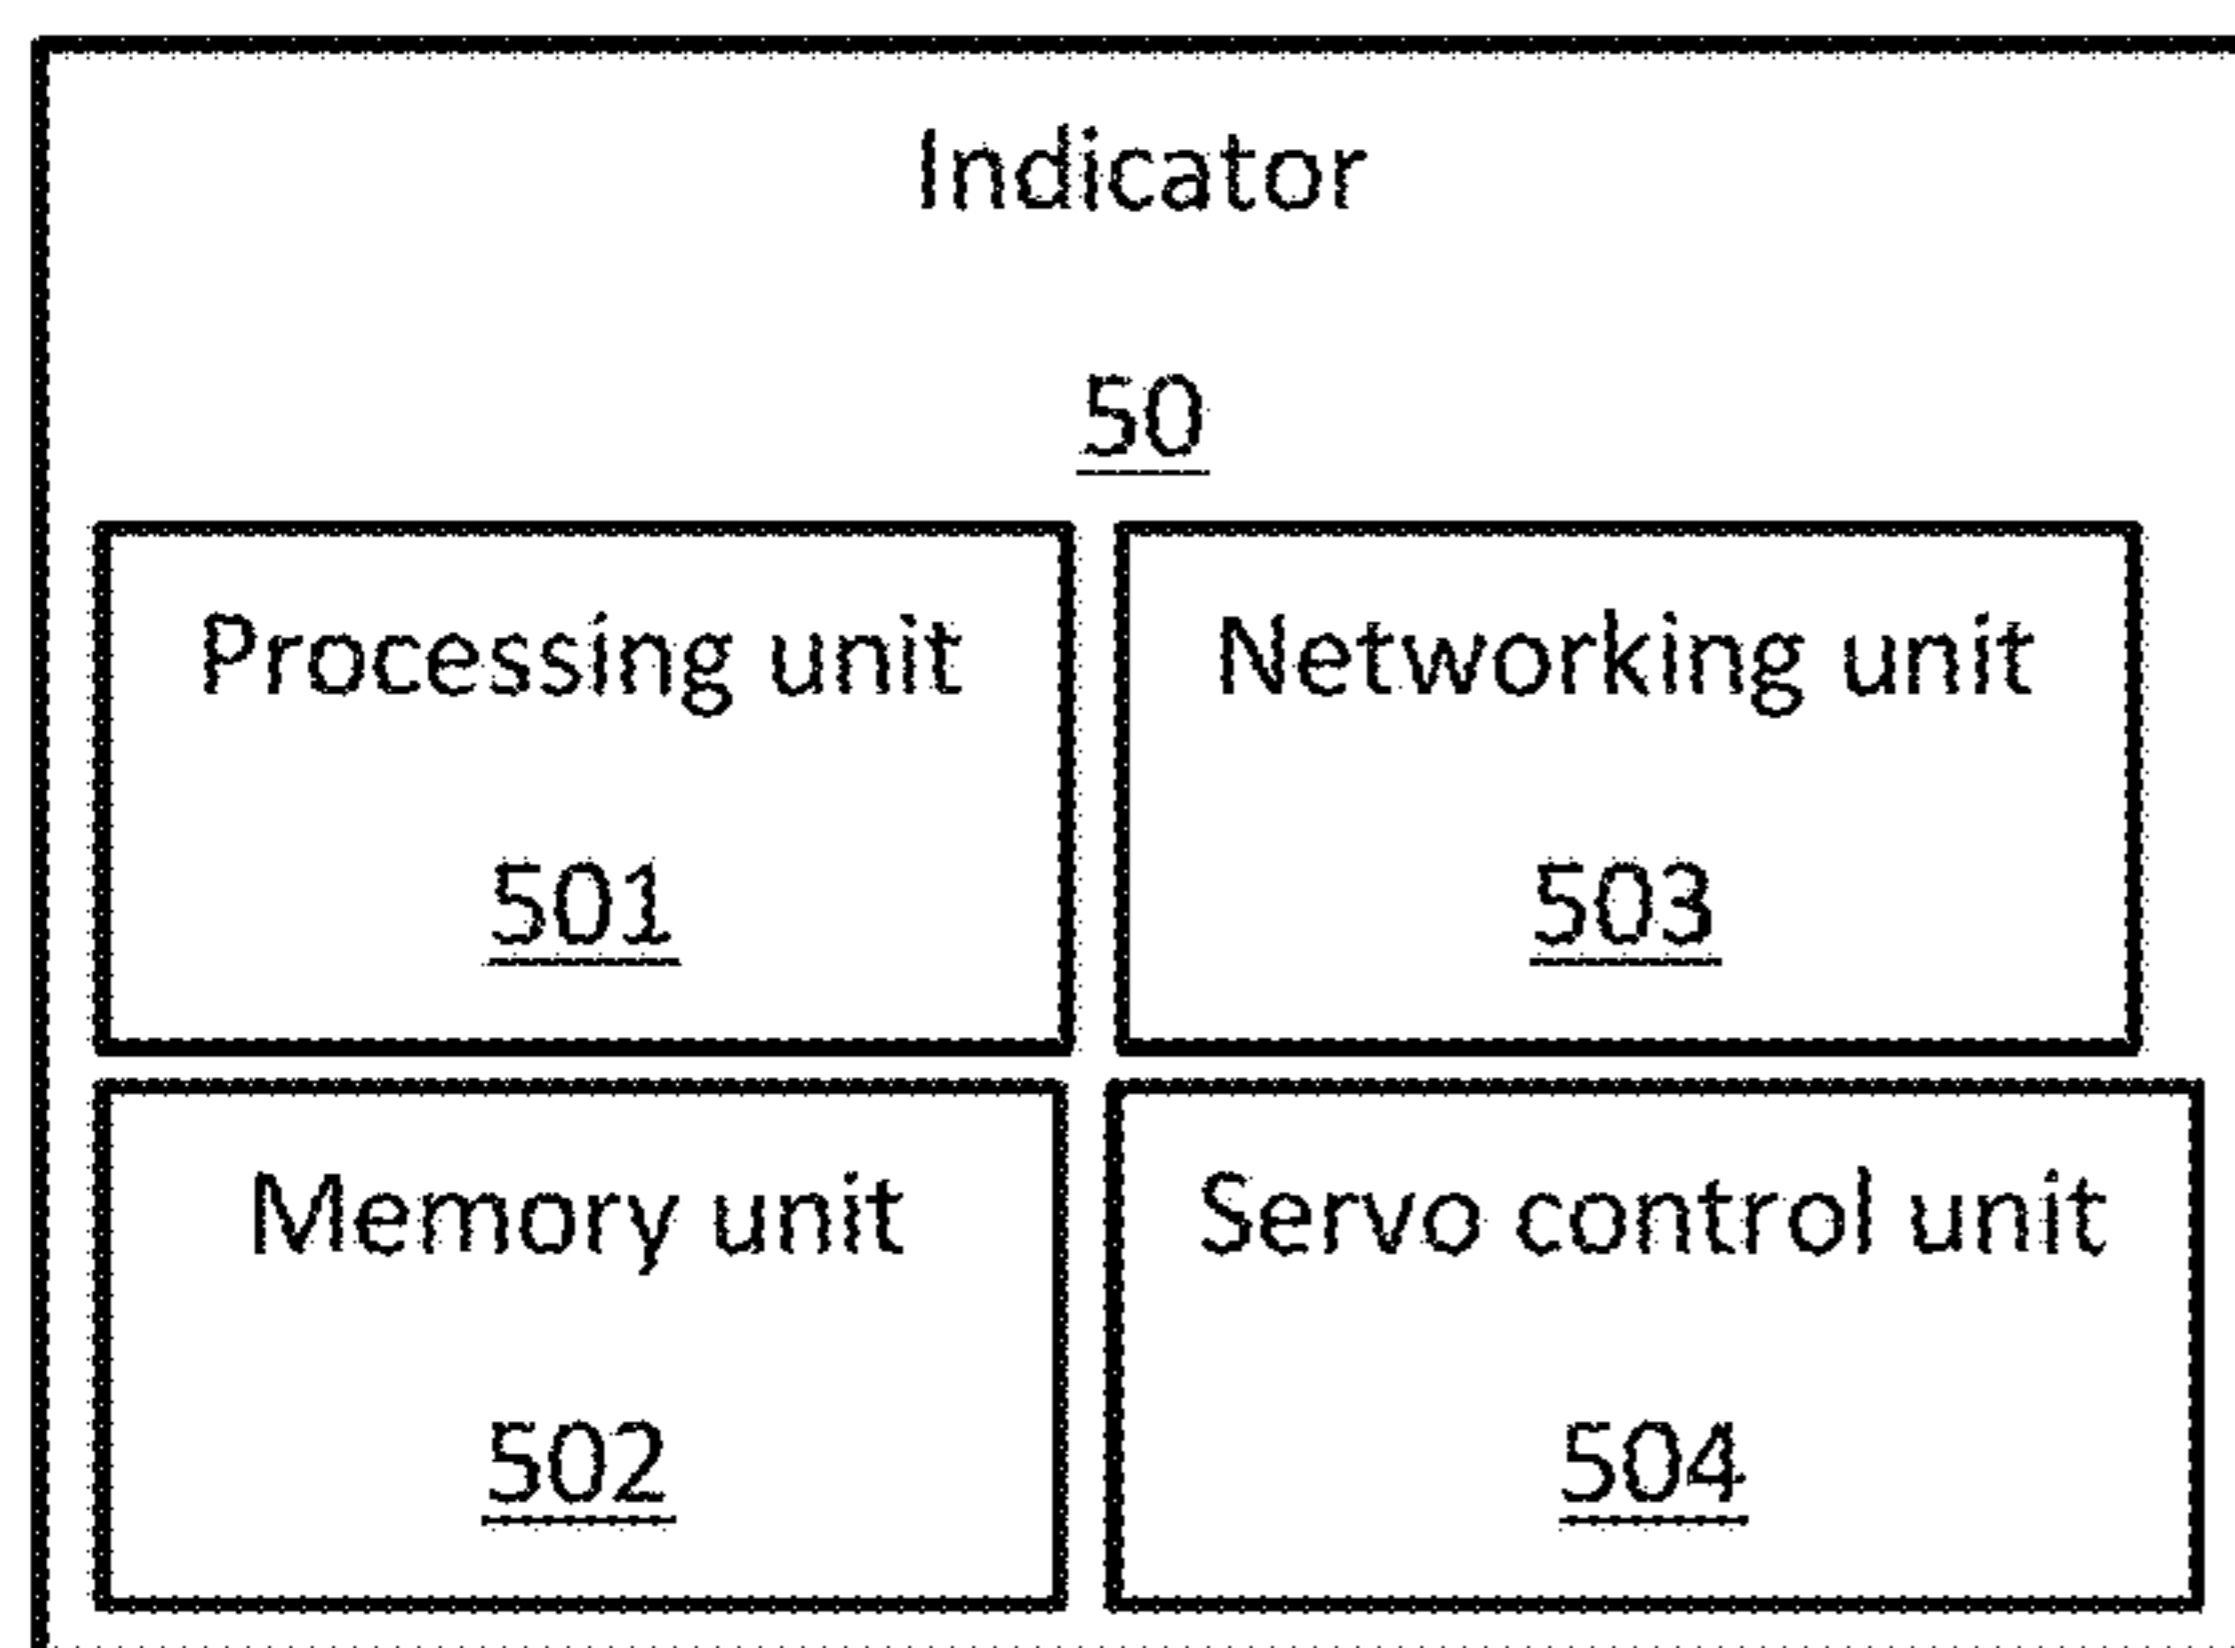 Indicator
50
Processing unit
501
Networking unit
503
Memory unit
502
Servo control unit
504